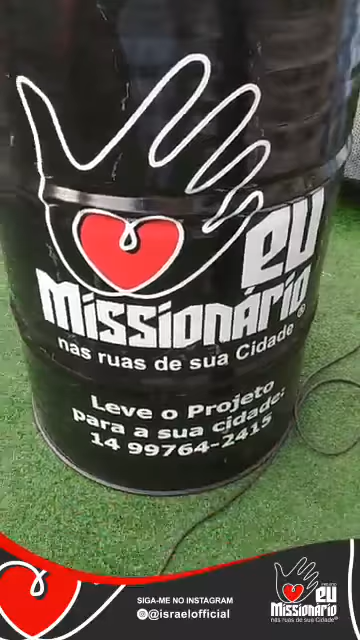 eu
Missionário®
nas ruas de sua Cidade
Leve o Projeto
para a sua cidade:
14 99764-2415
SIGA-ME NO INSTAGRAM
@israelofficial
eu
Missionário
nas ruas de sua Cidade®